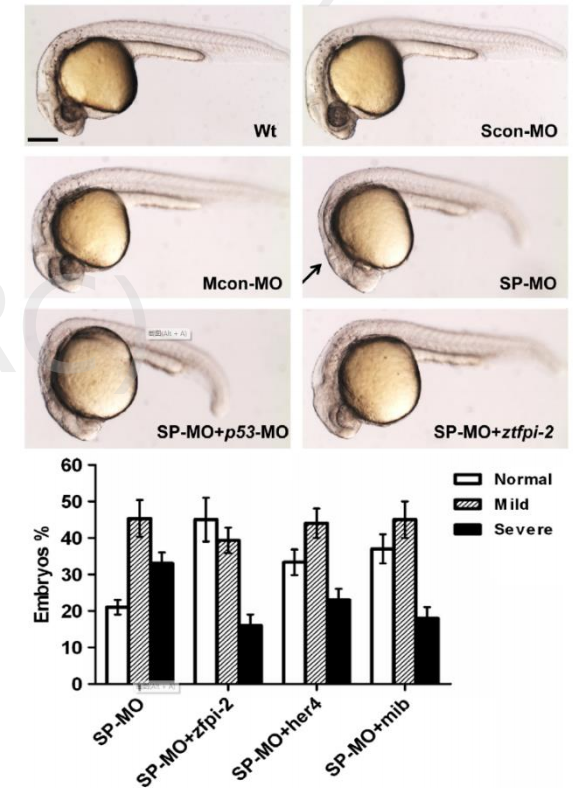 Wt
Scon-MO
Mcon-MO
SP-MO
SP-MO+p53-MO
SP-MO+ztfpi-2
60
50
40
30
20
10
0
Embryos %
Normal
Mild
Severe
SP-MO
SP-MO+zfpi-2
SP-MO+her4
SP-MO+mib